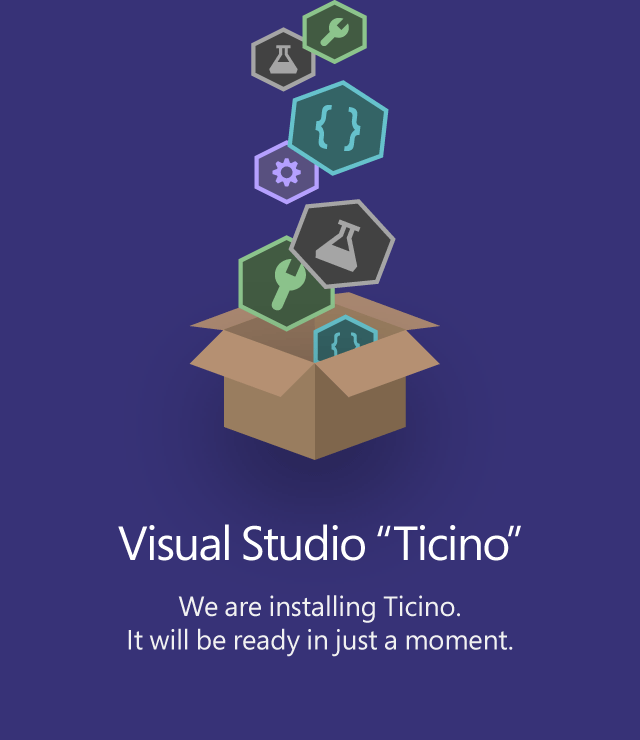 { }
{ }
Visual Studio “Ticino”
We are installing Ticino.
It will be ready in just a moment.